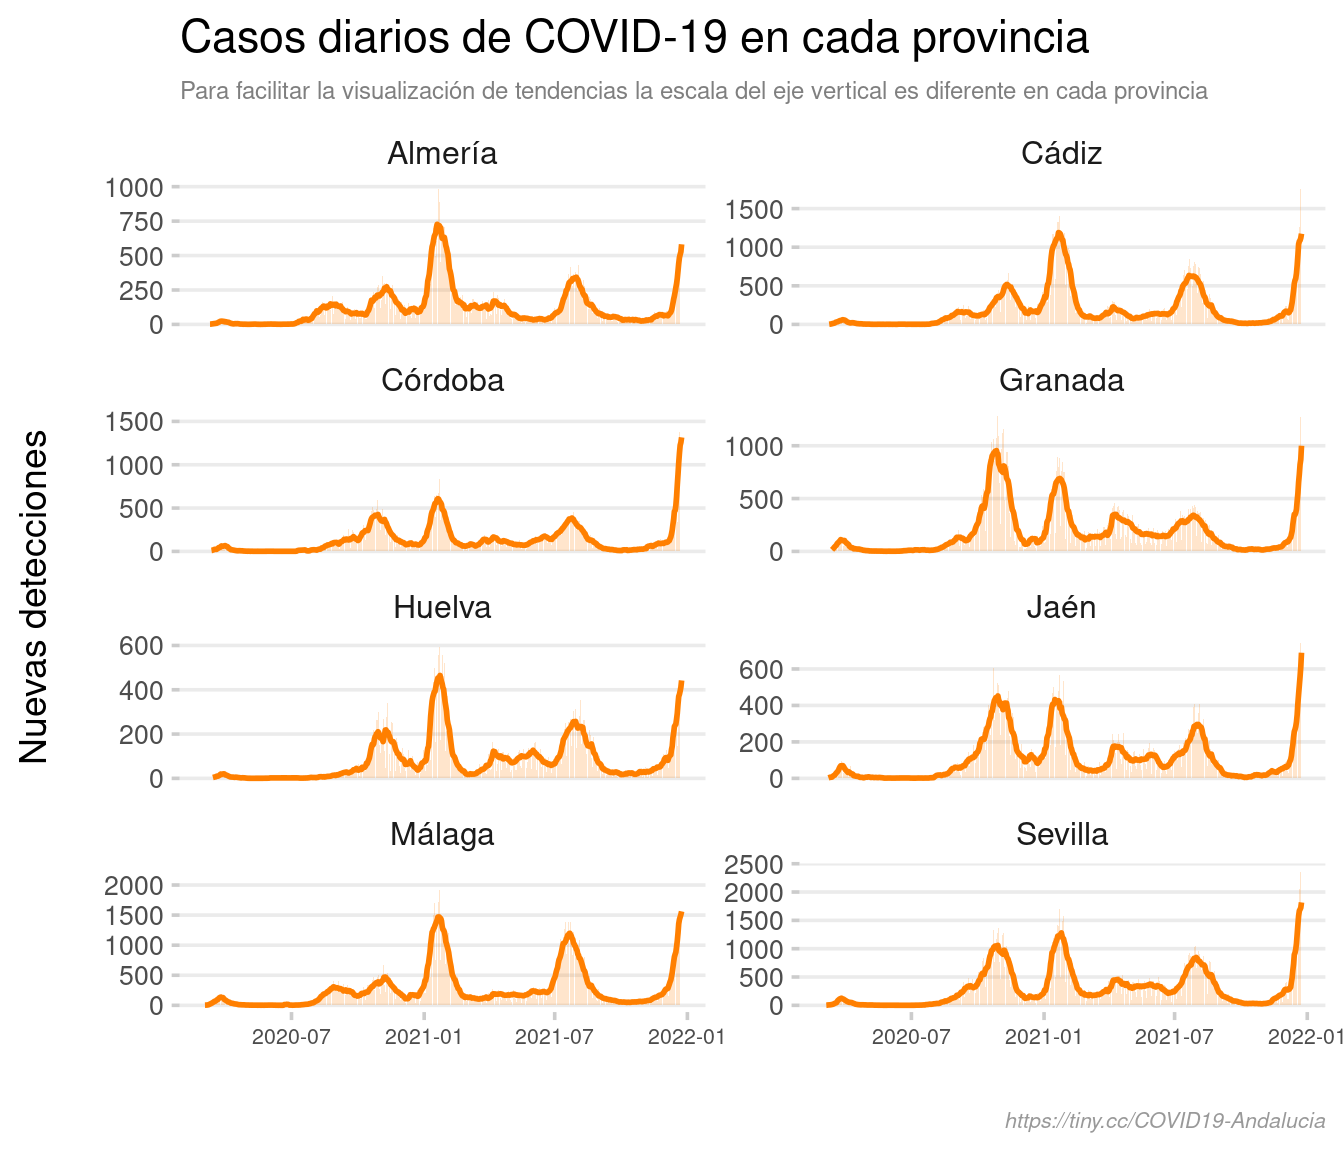 Casos diarios de COVID-19 en cada provincia
Para facilitar la visualización de tendencias la escala del eje vertical es diferente en cada provincia
Nuevas detecciones
Almería
1000
750
500
250
0
Cádiz
1500
1000
500
0
Córdoba
1500
1000
500
0
Granada
1000
500
0
Huelva
600
400
200
0
Jaén
600
400
200
0
Málaga
2000
1500
1000
500
0
Sevilla
2500
2000
1500
1000
500
0
2020-07 2021-01 2021-07 2022-01
2020-07 2021-01 2021-07 2022-01
https://tiny.cc/COVID19-Andalucia